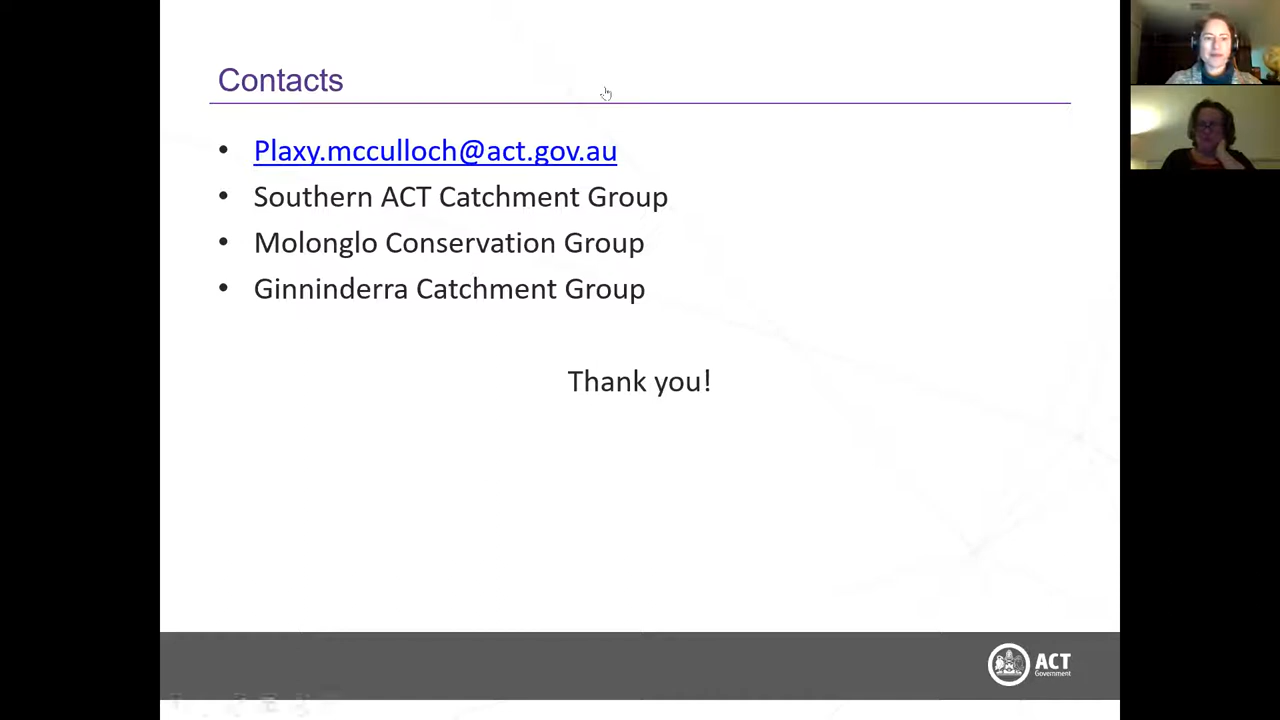 Contacts
• Plaxy.mcculloch@act.gov.au
• Southern ACT Catchment Group
• Molonglo Conservation Group
• Ginninderra Catchment Group
Thank you!
ACT
Government